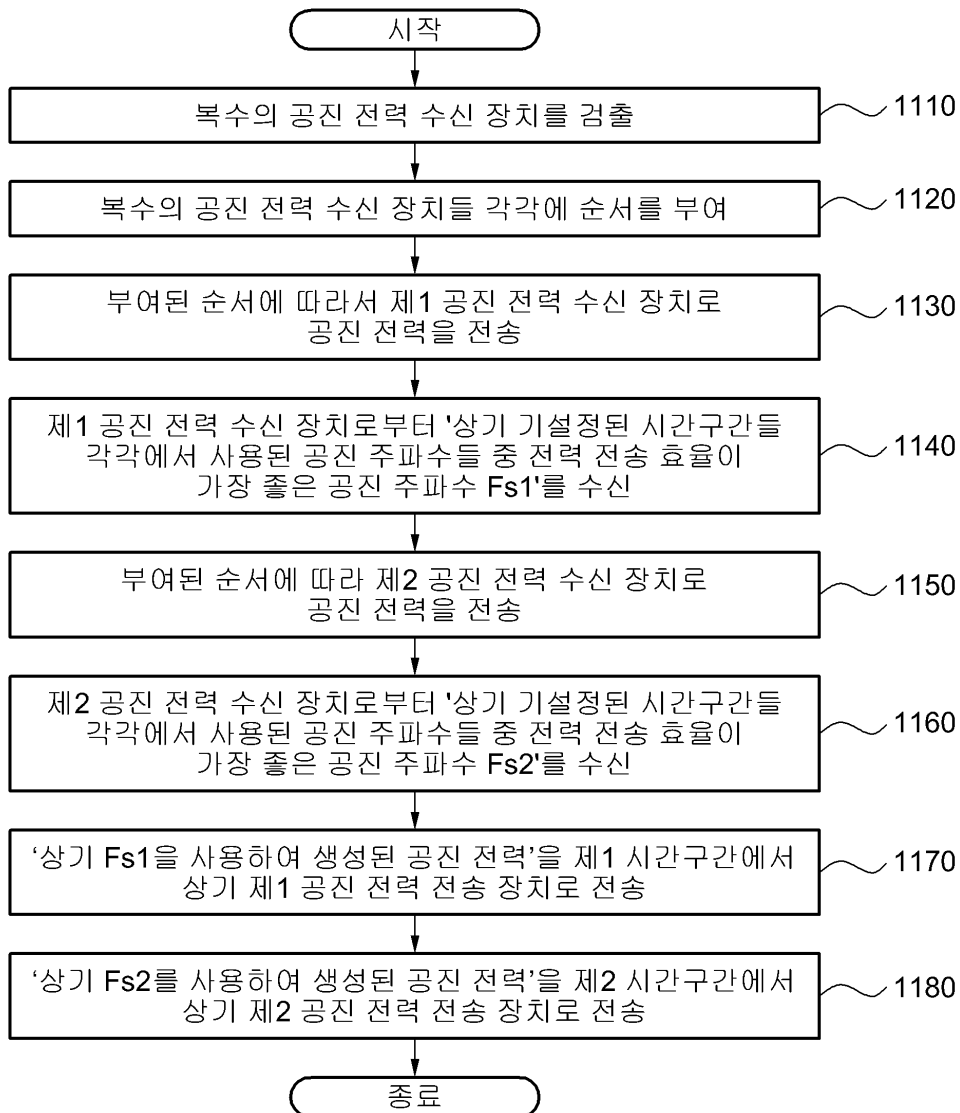 시작
복수의 공진 전력 수신 장치를 검출
1110
복수의 공진 전력 수신 장치들 각각에 순서를 부여
1120
부여된 순서에 따라서 제1 공진 전력 수신 장치로
공진 전력을 전송
1130
제1 공진 전력 수신 장치로부터 '상기 기설정된 시간구간들
각각에서 사용된 공진 주파수들 중 전력 전송 효율이
가장 좋은 공진 주파수 Fs1'를 수신
1140
부여된 순서에 따라 제2 공진 전력 수신 장치로
공진 전력을 전송
1150
제2 공진 전력 수신 장치로부터 '상기 기설정된 시간구간들
각각에서 사용된 공진 주파수들 중 전력 전송 효율이
가장 좋은 공진 주파수 Fs2'를 수신
1160
‘상기 Fs1을 사용하여 생성된 공진 전력’을 제1 시간구간에서
상기 제1 공진 전력 전송 장치로 전송
1170
‘상기 Fs2를 사용하여 생성된 공진 전력’을 제2 시간구간에서
상기 제2 공진 전력 전송 장치로 전송
1180
종료